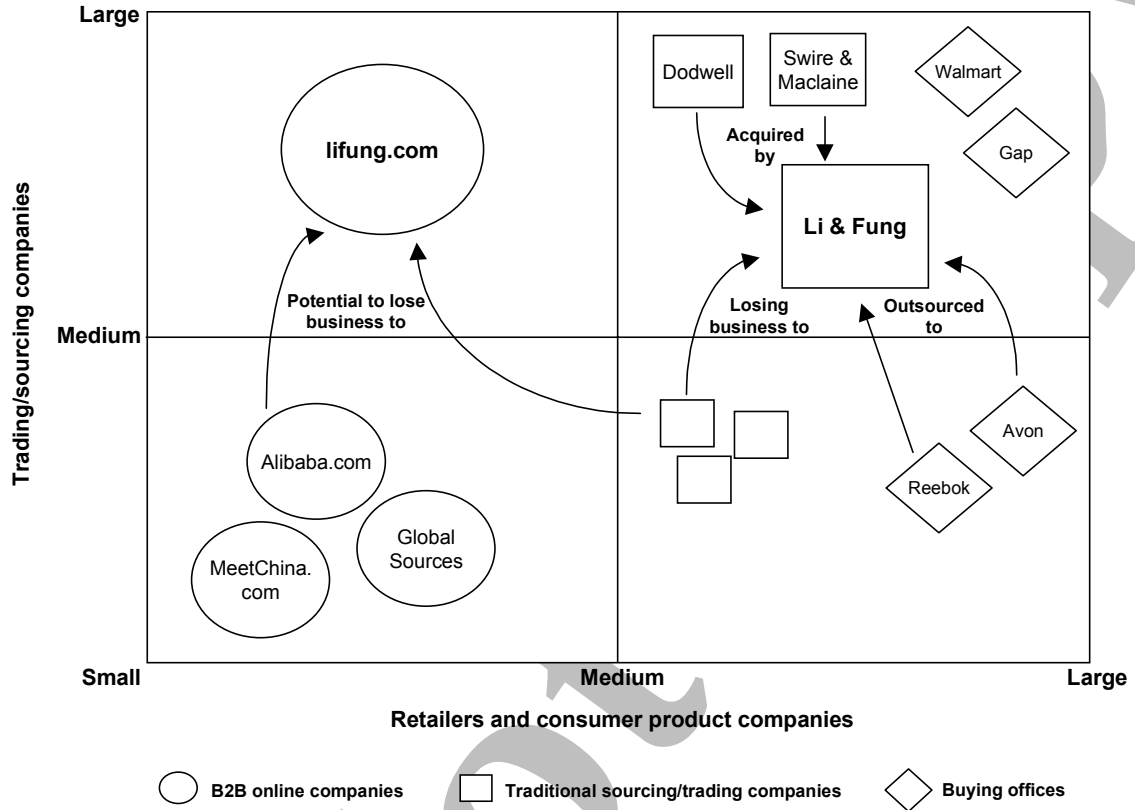 Large
Trading/sourcing companies
lifung.com
Dodwell
Swire &
Maclaine
Walmart
Gap
Acquired
by
Li & Fung
Potential to lose
business to
Losing
business to
Outsourced
to
Medium
Alibaba.com
Global
Sources
MeetChina.
com
Avon
Reebok
Small
Medium
Large
Retailers and consumer product companies
B2B online companies
Traditional sourcing/trading companies
Buying offices